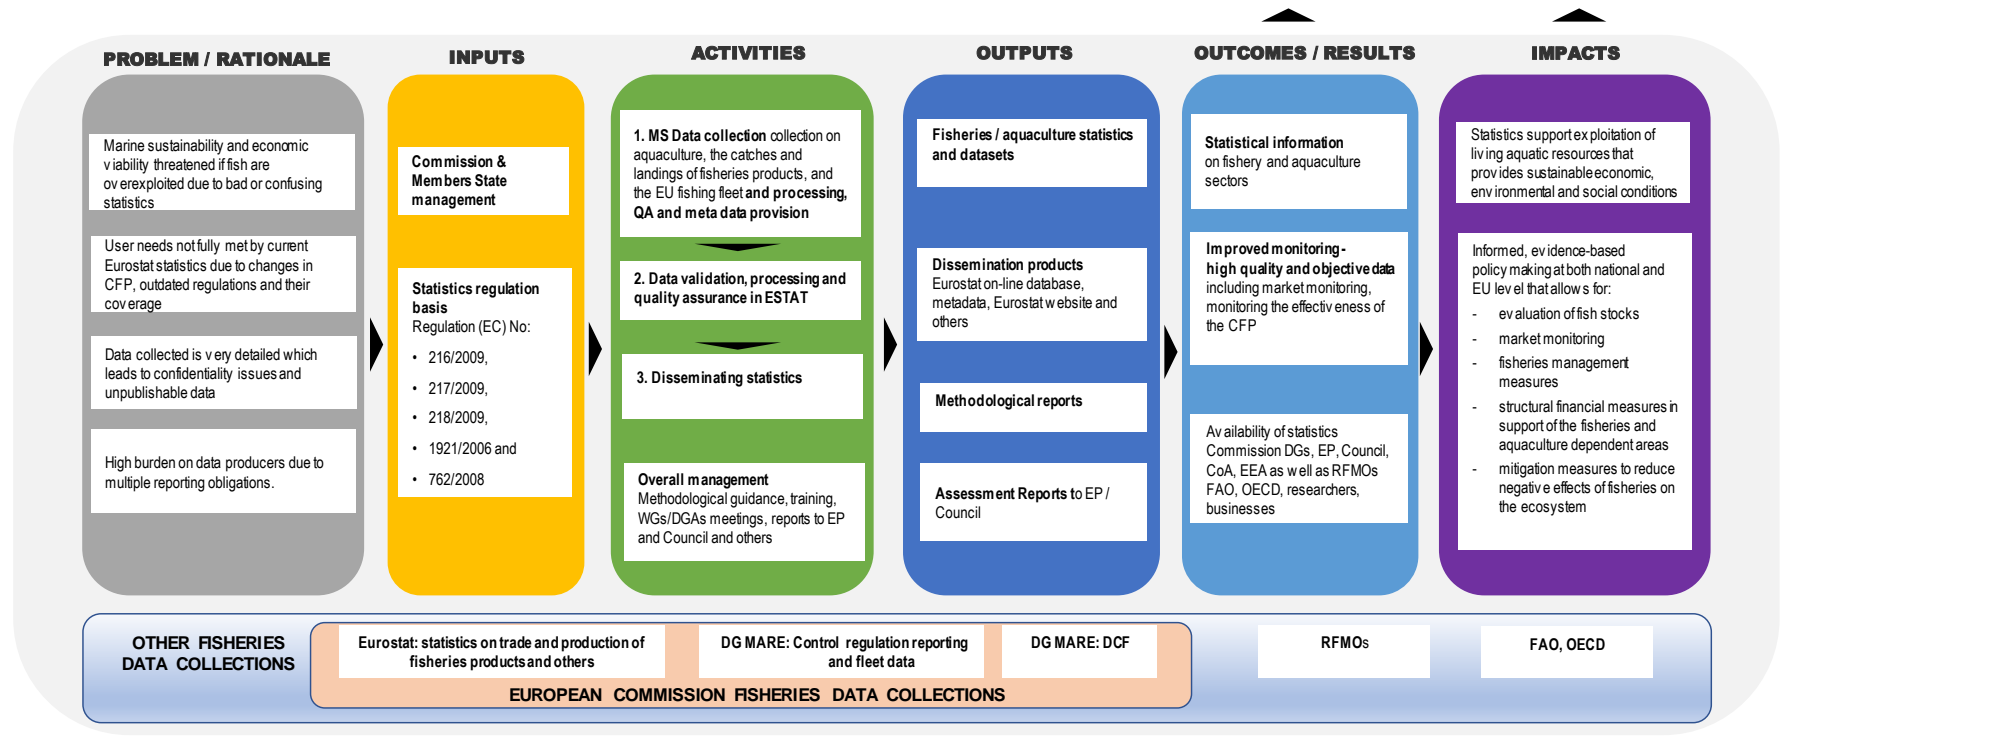 PROBLEM / RATIONALE
Marine sustainability and economic
viability threatened if fish are
overexploited due to bad or confusing
statistics
User needs not fully met by current
Eurostat statistics due to changes in
CFP, outdated regulations and their
coverage
Data collected is very detailed which
leads to confidentiality issues and
unpublishable data
High burden on data producers due to
multiple reporting obligations.
INPUTS
Commission &
Members State
management
Statistics regulation
basis
Regulation (EC) No:
• 216/2009,
• 217/2009,
• 218/2009,
• 1921/2006 and
• 762/2008
ACTIVITIES
1. MS Data collection collection on
aquaculture, the catches and
landings of fisheries products, and
the EU fishing fleet and processing,
QA and meta data provision
2. Data validation, processing and
quality assurance in ESTAT
3. Disseminating statistics
Overall management
Methodological guidance, training,
WGs/DGAs meetings, reports to EP
and Council and others
OUTPUTS
Fisheries / aquaculture statistics
and datasets
Dissemination products
Eurostat on-line database,
metadata, Eurostat website and
others
Methodological reports
Assessment Reports to EP /
Council
OUTCOMES / RESULTS
Statistical information
on fishery and aquaculture
sectors
Improved monitoring -
high quality and objective data
including market monitoring,
monitoring the effectiveness of
the CFP
Availability of statistics
Commission DGs, EP, Council,
CoA, EEA as well as RFMOs
FAO, OECD, researchers,
businesses
IMPACTS
Statistics support exploitation of
living aquatic resources that
provides sustainable economic,
environmental and social conditions
Informed, evidence-based
policy making at both national and
EU level that allows for:
- evaluation of fish stocks
- market monitoring
- fisheries management
measures
- structural financial measures in
support of the fisheries and
aquaculture dependent areas
- mitigation measures to reduce
negative effects of fisheries on
the ecosystem
OTHER FISHERIES
DATA COLLECTIONS
Eurostat: statistics on trade and production of
fisheries products and others
DG MARE: Control regulation reporting
and fleet data
DG MARE: DCF
EUROPEAN COMMISSION FISHERIES DATA COLLECTIONS
RFMOs
FAO, OECD